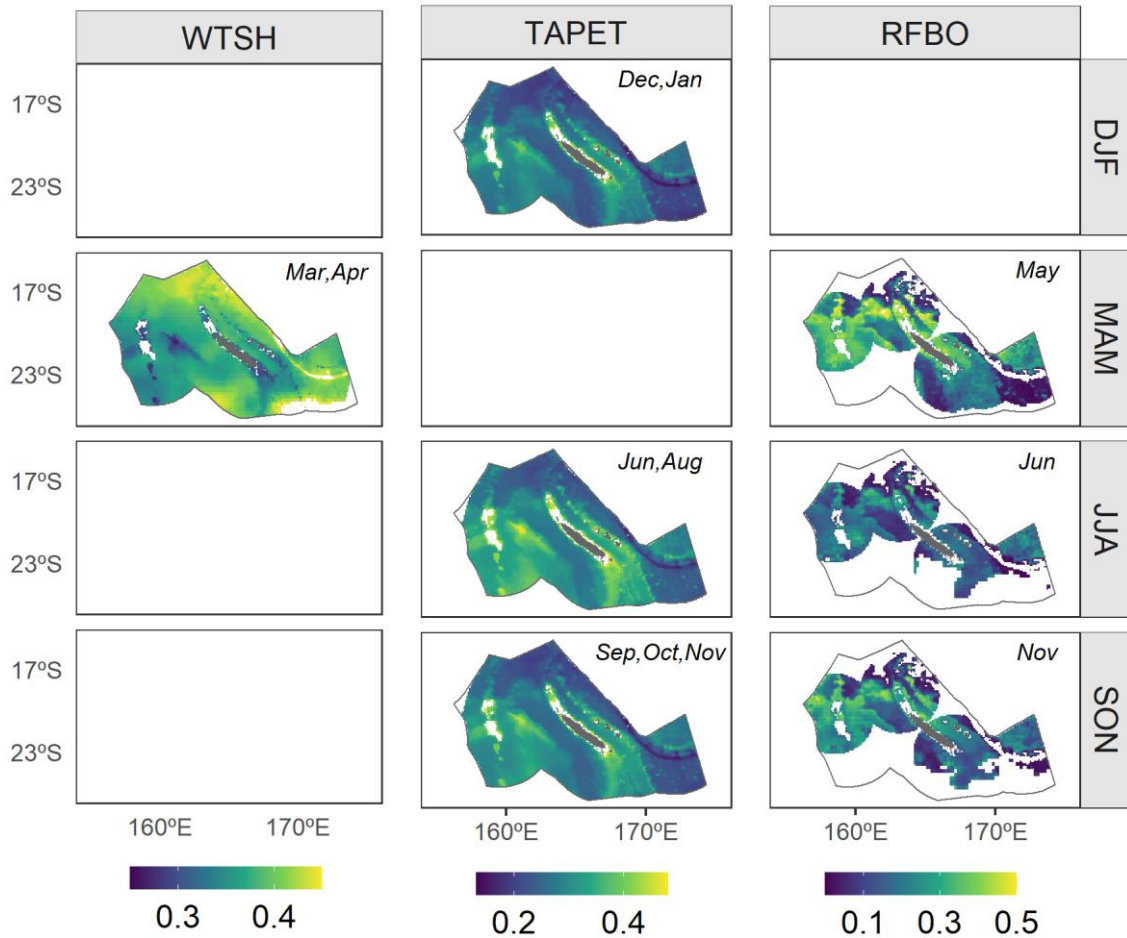 WTSH TAPET RFBO
17ºS
23ºS
Dec,Jan
DJF
17ºS
23ºS
Mar,Apr
May
MAM
17ºS
23ºS
Jun,Aug
Jun
JJA
17ºS
23ºS
Sep,Oct,Nov
Nov
SON
160ºE 170ºE 160ºE 170ºE 160ºE 170ºE
0.3 0.4 0.2 0.4 0.1 0.3 0.5